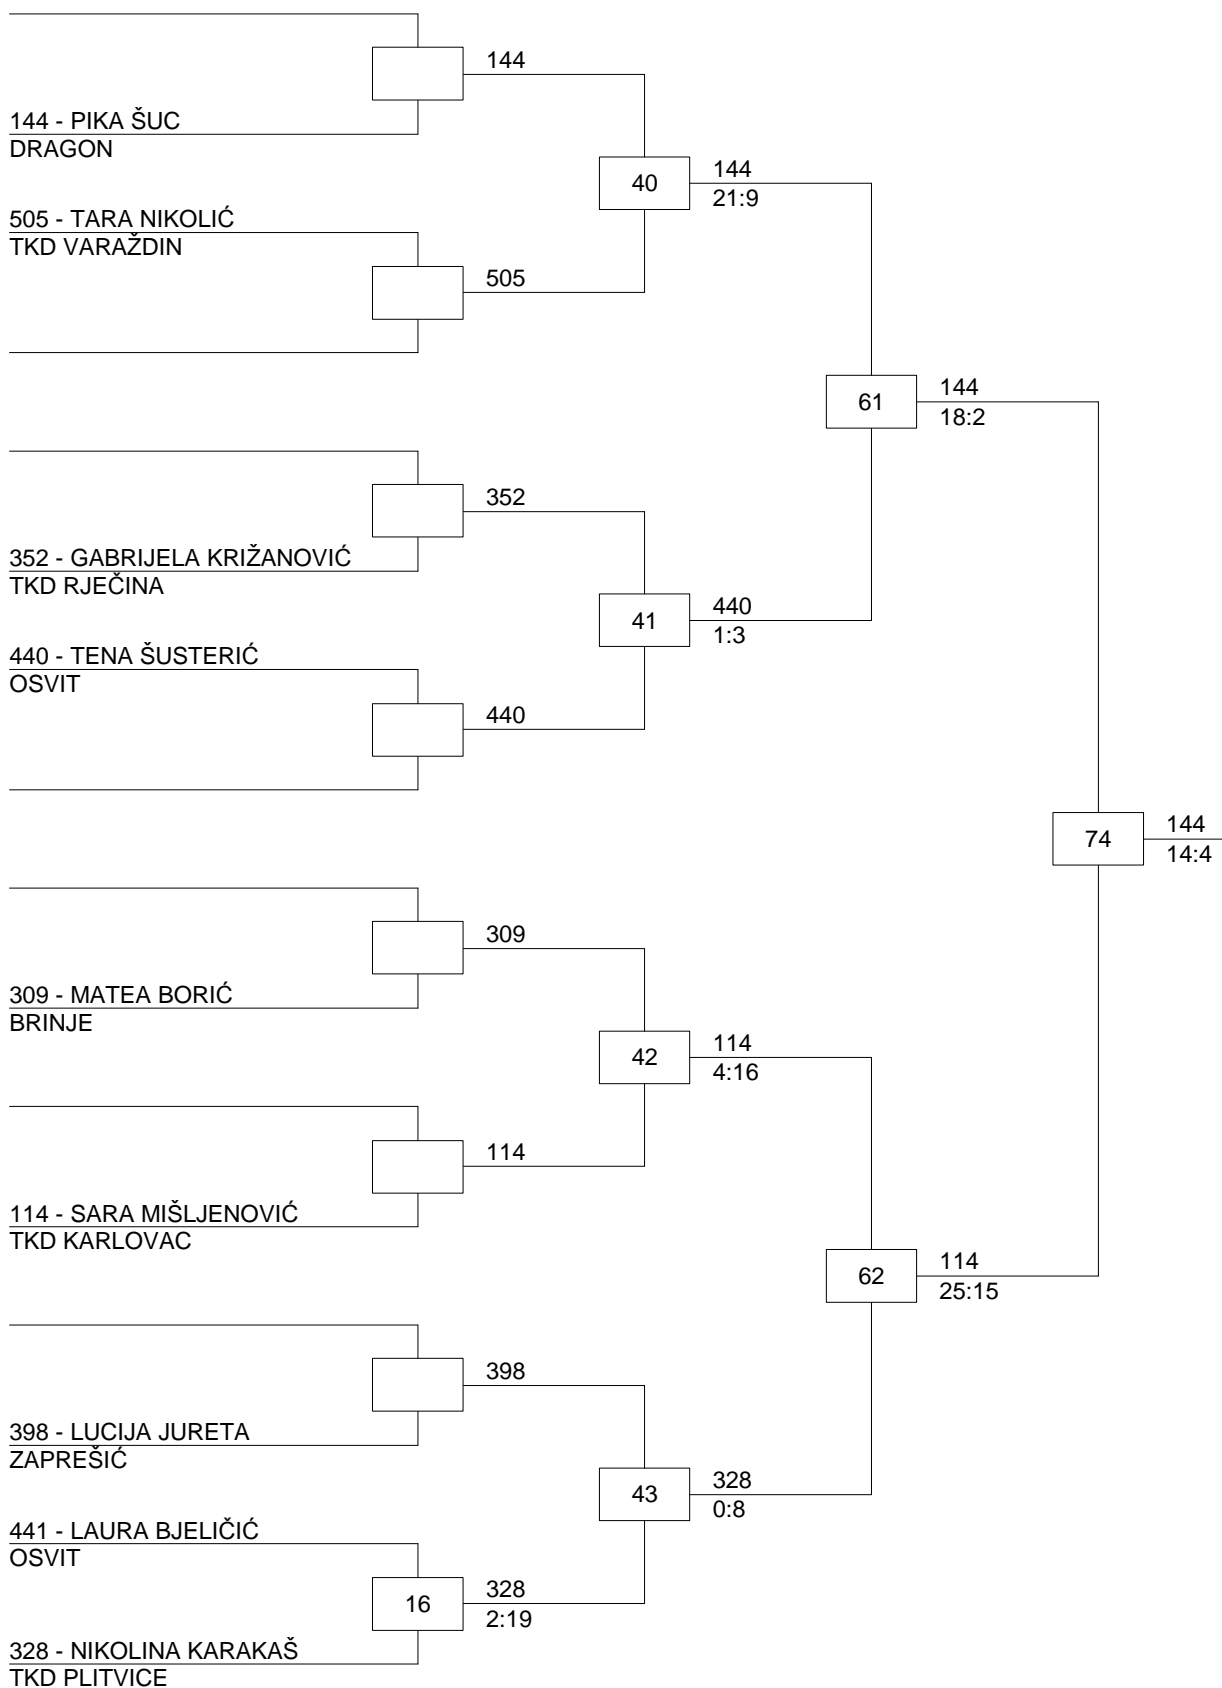 144
144 - PIKA ŠUC
DRAGON
40
144
21:9
505 - TARA NIKOLIĆ
TKD VARAŽDIN
505
61
144
18:2
352
352 - GABRIJELA KRIŽANOVIĆ
TKD RJEČINA
41
440
1:3
440 - TENA ŠUSTERIĆ
OSVIT
440
74
144
14:4
309
309 - MATEA BORIĆ
BRINJE
42
114
4:16
114
114 - SARA MIŠLJENOVIĆ
TKD KARLOVAC
62
114
25:15
398
398 - LUCIJA JURETA
ZAPREŠIĆ
43
328
0:8
441 - LAURA BJELIČIĆ
OSVIT
16
328
2:19
328 - NIKOLINA KARAKAŠ
TKD PLITVICE